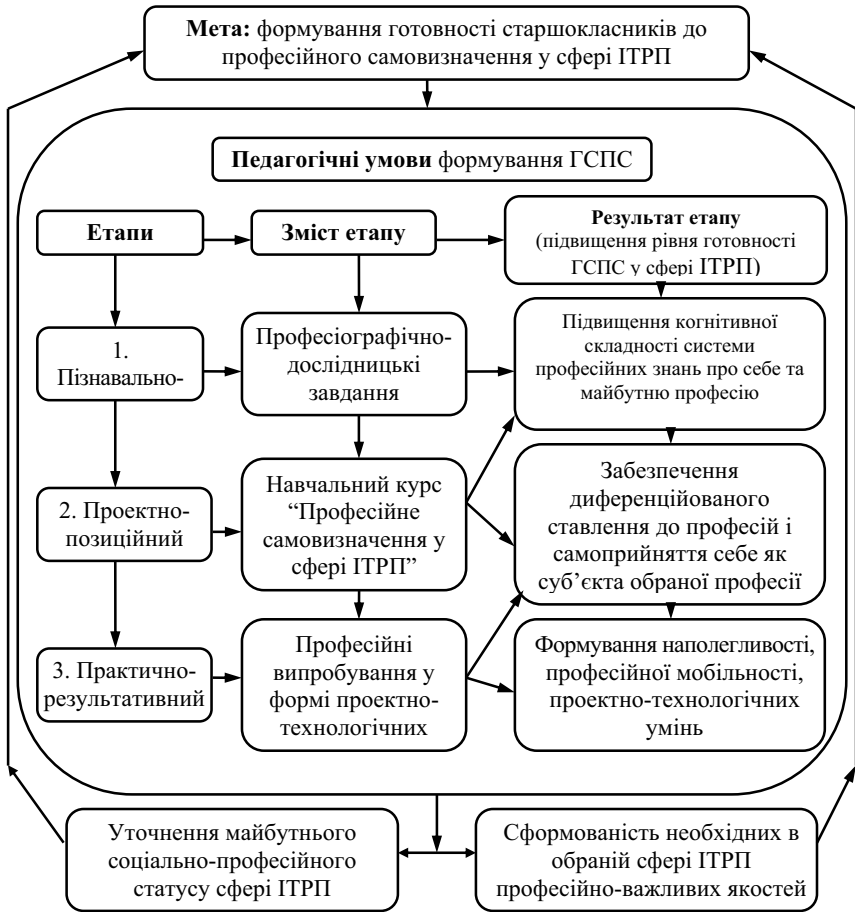 Мета: формування готовності старшокласників до
професійного самовизначення у сфері ІТРП
Педагогічні умови формування ГСПС
Етапи
Зміст етапу
Результат етапу
(підвищення рівня готовності
ГСПС у сфері ІТРП)
1.
Пізнавально-
Професіографічно-
дослідницькі
завдання
Підвищення когнітивної
складності системи
професійних знань про себе та
майбутню професію
2. Проектно-
позиційний
Навчальний курс
“Професійне
самовизначення у
сфері ІТРП”
Забезпечення
диференційованого
ставлення до професій і
самоприйняття себе як
суб’єкта обраної професії
3. Практично-
результативний
Професійні
випробування у
формі проектно-
технологічних
Формування наполегливості,
професійної мобільності,
проектно-технологічних
умінь
Уточнення майбутнього
соціально-професійного
статусу сфері ІТРП
Сформованість необхідних в
обраній сфері ІТРП
професійно-важливих якостей